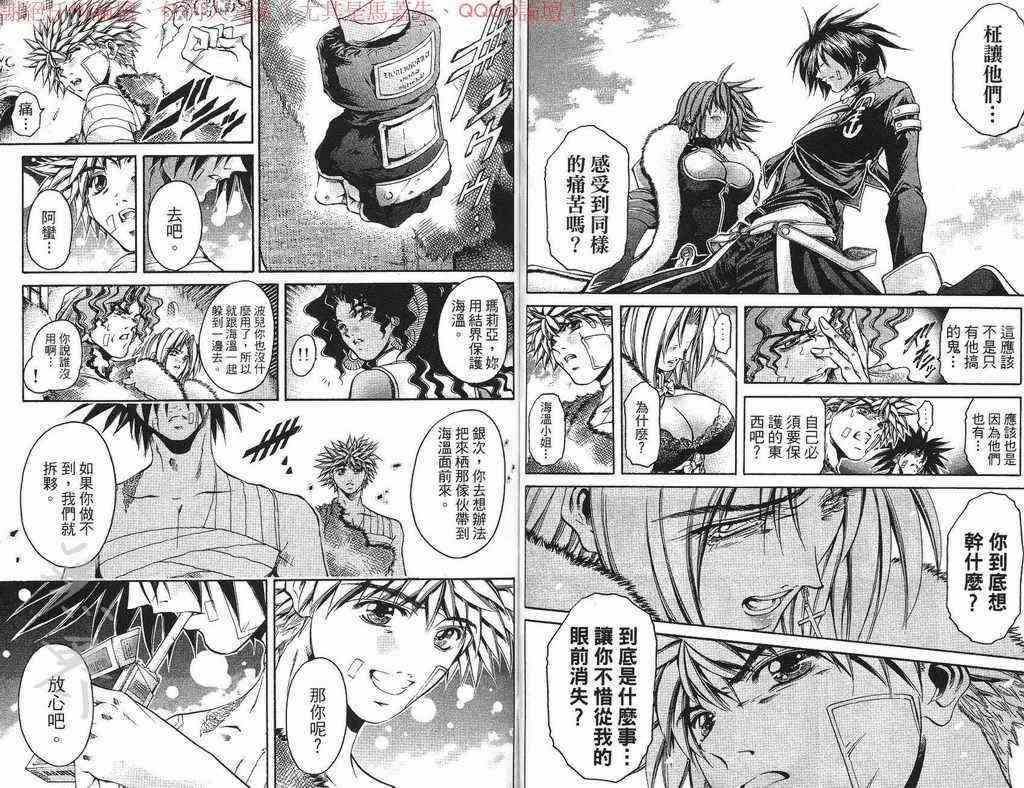 柾讓他們…
感受到同樣
的痛苦嗎？
這應該
不是只
有他搞
的鬼…
…
為什麼？
海溫小姐
…
應該也是
因為他們
也有…
…
自己必
須要保
護的東
西吧？
你到底想
幹什麼？
到底是什麼事…
讓你不惜從我的
眼前消失？
痛…
去吧。
阿蠻…
瑪莉亞，妳
用結界保護
海溫。
!!
波兒你也沒什
麼用了，所以
就跟海溫一起
躲到一邊去
你說誰沒
用啊…！
銀次，你去想辦法
把來栖那傢伙帶到
海溫面前來。
如果你做不
到，我們就
拆夥。
那你呢？
放心吧。